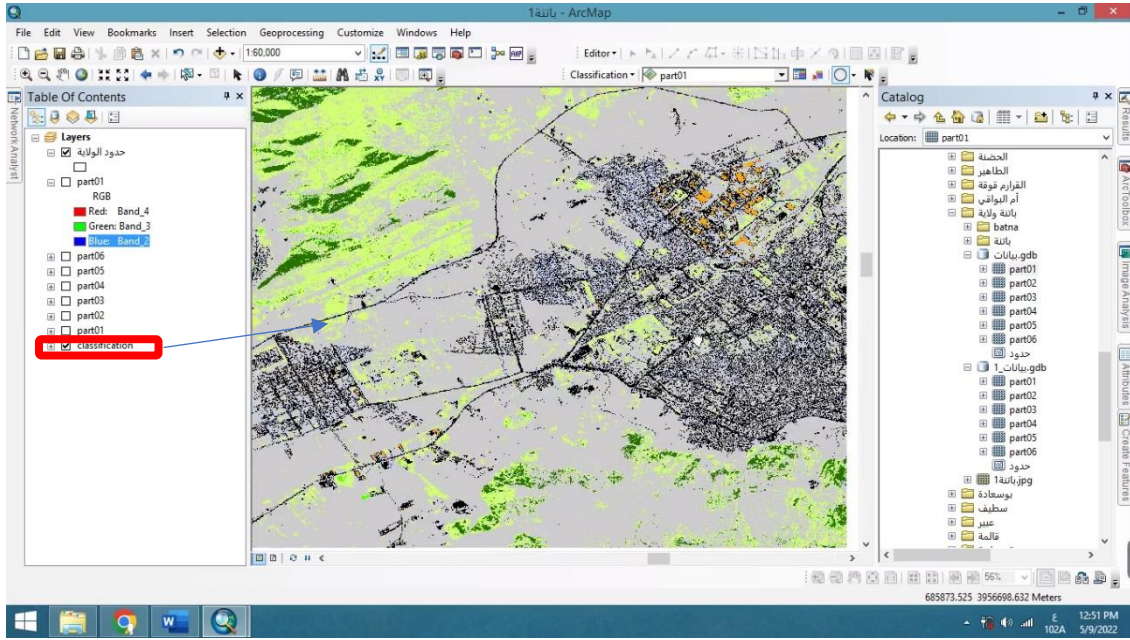 باتنة1 - ArcMap
File Edit View Bookmarks Insert Selection Geoprocessing Customize Windows Help
1:60,000
Editor
Classification part01
Table Of Contents
Layers
حدود الولاية
part01
RGB
Red: Band_4
Green: Band_3
Blue: Band_2
part06
part05
part04
part03
part02
part01
classification
Network Analyst
Catalog
Location: part01
الحضنة
الطاهير
القرارم قوقة
أم البواقي
باتنة ولاية
batna
باتنة
بيانات.gdb
part01
part02
part03
part04
part05
part06
حدود
بيانات_1.gdb
part01
part02
part03
part04
part05
part06
حدود
باتنة1.jpg
بوسعادة
سطيف
عبير
قالمة
Results
ArcToolbox
Image Analysis
Attributes
Create Features
56%
685873.525 3956698.632 Meters
ع
102A
12:51 PM
5/9/2022